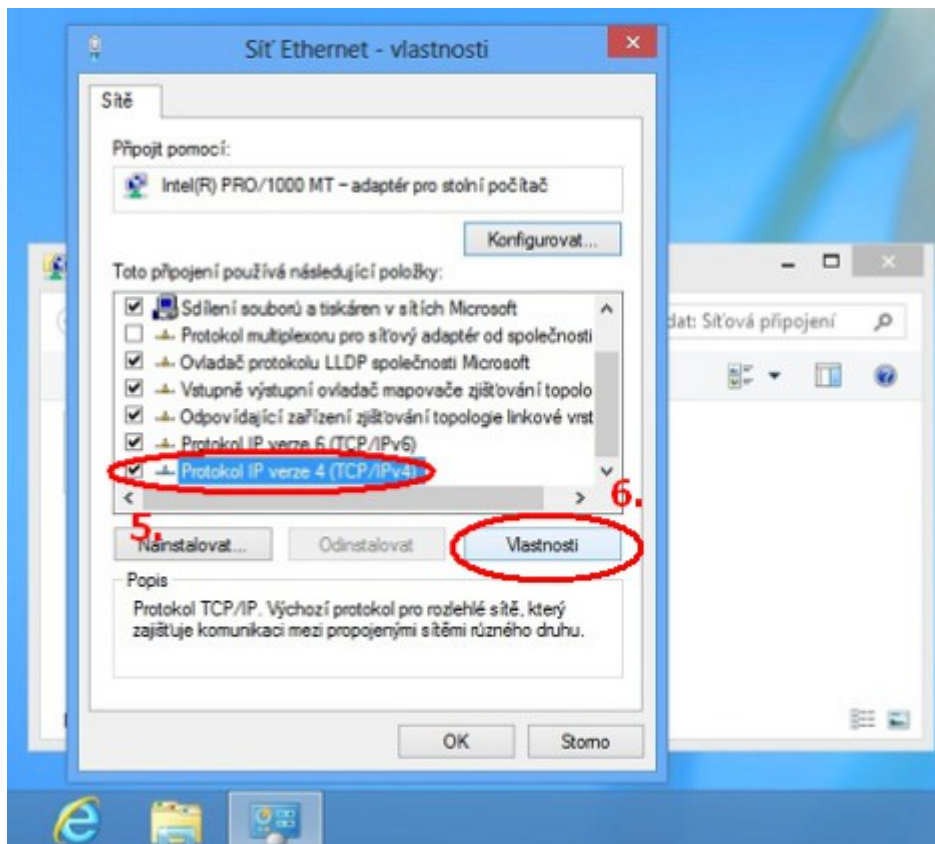 Síť Ethernet - vlastnosti
Sítě
Připojit pomocí:
Intel(R) PRO/1000 MT – adaptér pro stolní počítač
Konfigurovat...
Toto připojení používá následující položky:
Sdílení souborů a tiskáren v sítích Microsoft
dat: Síťová připojení
Protokol multiplexoru pro síťový adaptér od společnosti
Ovladač protokolu LLDP společnosti Microsoft
Vstupně výstupní ovladač mapovače zjišťování topolo
Odpovídající zařízení zjišťování topologie linkové vrst
Protokol IP verze 6 (TCP/IPv6)
Protokol IP verze 4 (TCP/IPv4)
6.
5.
Nainstalovat...
Odinstalovat
Vlastnosti
Popis
Protokol TCP/IP. Výchozí protokol pro rozlehlé sítě, který
zajišťuje komunikaci mezi propojenými sítěmi různého druhu.
OK
Storno